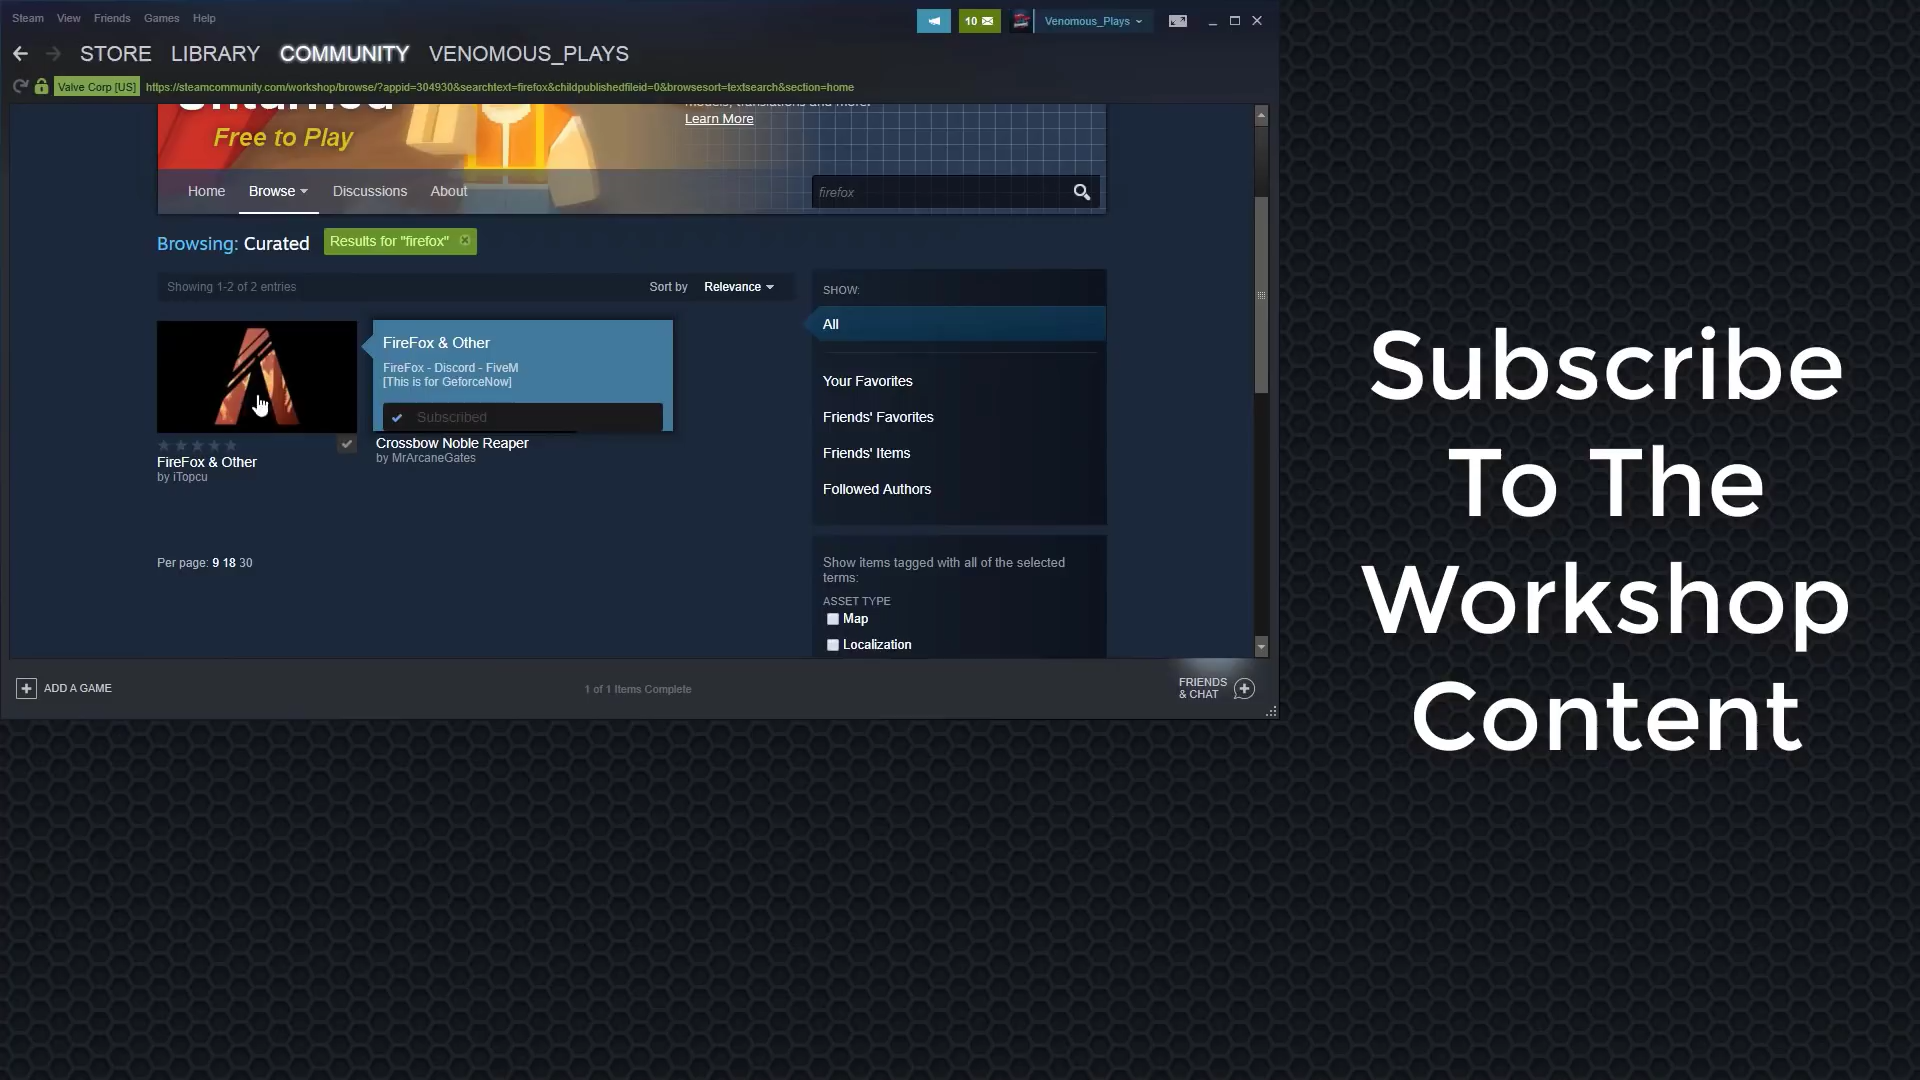 Steam View Friends Games Help
10
Venomous_Plays
STORE LIBRARY COMMUNITY VENOMOUS_PLAYS
Valve Corp [US] https://steamcommunity.com/workshop/browse/?appid=304930&searchtext=firefox&childpublishedfileid=0&browsesort=textsearch&section=home
Learn More
Free to Play
Home Browse Discussions About
firefox
Browsing: Curated Results for "firefox"
Showing 1-2 of 2 entries
Sort by Relevance
FireFox & Other
FireFox - Discord - FiveM
[This is for GeforceNow]
Subscribed
FireFox & Other
by iTopcu
Crossbow Noble Reaper
by MrArcaneGates
Per page: 9 18 30
SHOW:
All
Your Favorites
Friends' Favorites
Friends' Items
Followed Authors
Show items tagged with all of the selected
terms:
ASSET TYPE
Map
Localization
ADD A GAME
1 of 1 Items Complete
FRIENDS
& CHAT
Subscribe
To The
Workshop
Content